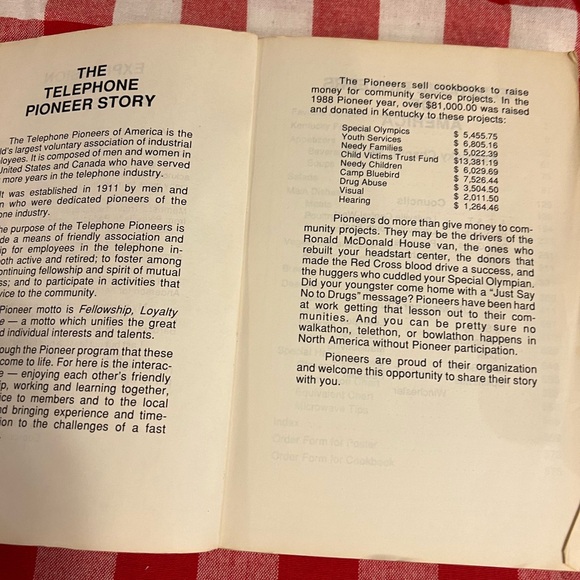 THE
TELEPHONE
PIONEER STORY
The Telephone Pioneers of America is the
largest voluntary association of industrial
It is composed of men and women in
United States and Canada who have served
more years in the telephone industry.
It was established in 1911 by men and
who were dedicated pioneers of the
industry.
purpose of the Telephone Pioneers is
a means of friendly association and
for employees in the telephone in-
both active and retired; to foster among
continuing fellowship and spirit of mutual
and to participate in activities that
to the community.
Pioneer motto is Fellowship, Loyalty
— a motto which unifies the great
individual interests and talents.
the Pioneer program that these
come to life. For here is the interac-
— enjoying each other's friendly
working and learning together,
to members and to the local
bringing experience and time-
to the challenges of a fast
The Pioneers sell cookbooks to raise
money for community service projects. In the
1988 Pioneer year, over $81,000.00 was raised
and donated in Kentucky to these projects:
Special Olympics $ 5,455.75
Youth Services $ 6,805.16
Needy Families $ 5,022.39
Child Victims Trust Fund $13,381.19
Needy Children $ 6,029.69
Camp Bluebird $ 7,526.44
Drug Abuse $ 3,504.50
Visual $ 2,011.50
Hearing $ 1,264.46
Pioneers do more than give money to com-
munity projects. They may be the drivers of the
Ronald McDonald House van, the ones who
rebuilt your headstart center, the donors that
made the Red Cross blood drive a success, and
the huggers who cuddled your Special Olympian.
Did your youngster come home with a "Just Say
No to Drugs" message? Pioneers have been hard
at work getting that lesson out to their com-
munities. And you can be pretty sure no
walkathon, telethon, or bowlathon happens in
North America without Pioneer participation.
Pioneers are proud of their organization
and welcome this opportunity to share their story
with you.